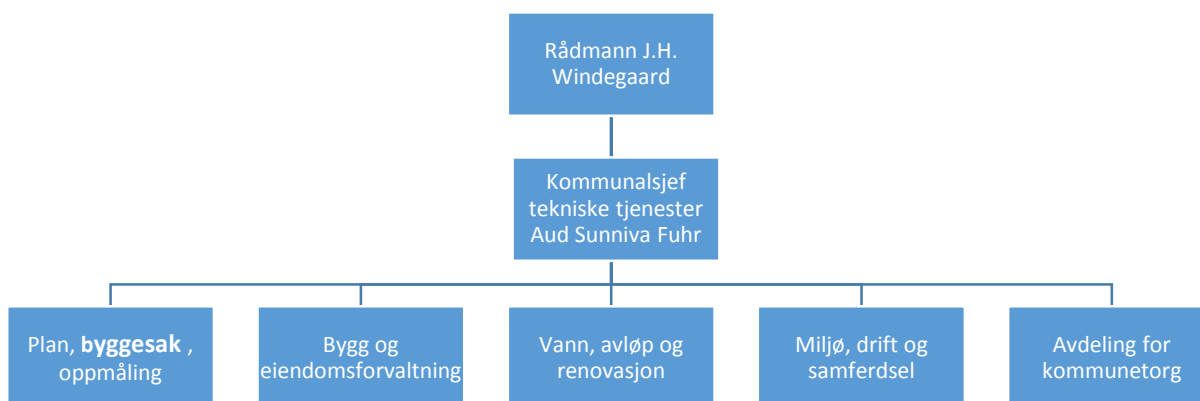 Rådmann J.H.
Windegaard
Kommunalsjef
tekniske tjenester
Aud Sunniva Fuhr
Plan, byggesak ,
oppmåling
Bygg og
eiendomsforvaltning
Vann, avløp og
renovasjon
Miljø, drift og
samferdsel
Avdeling for
kommunetorg